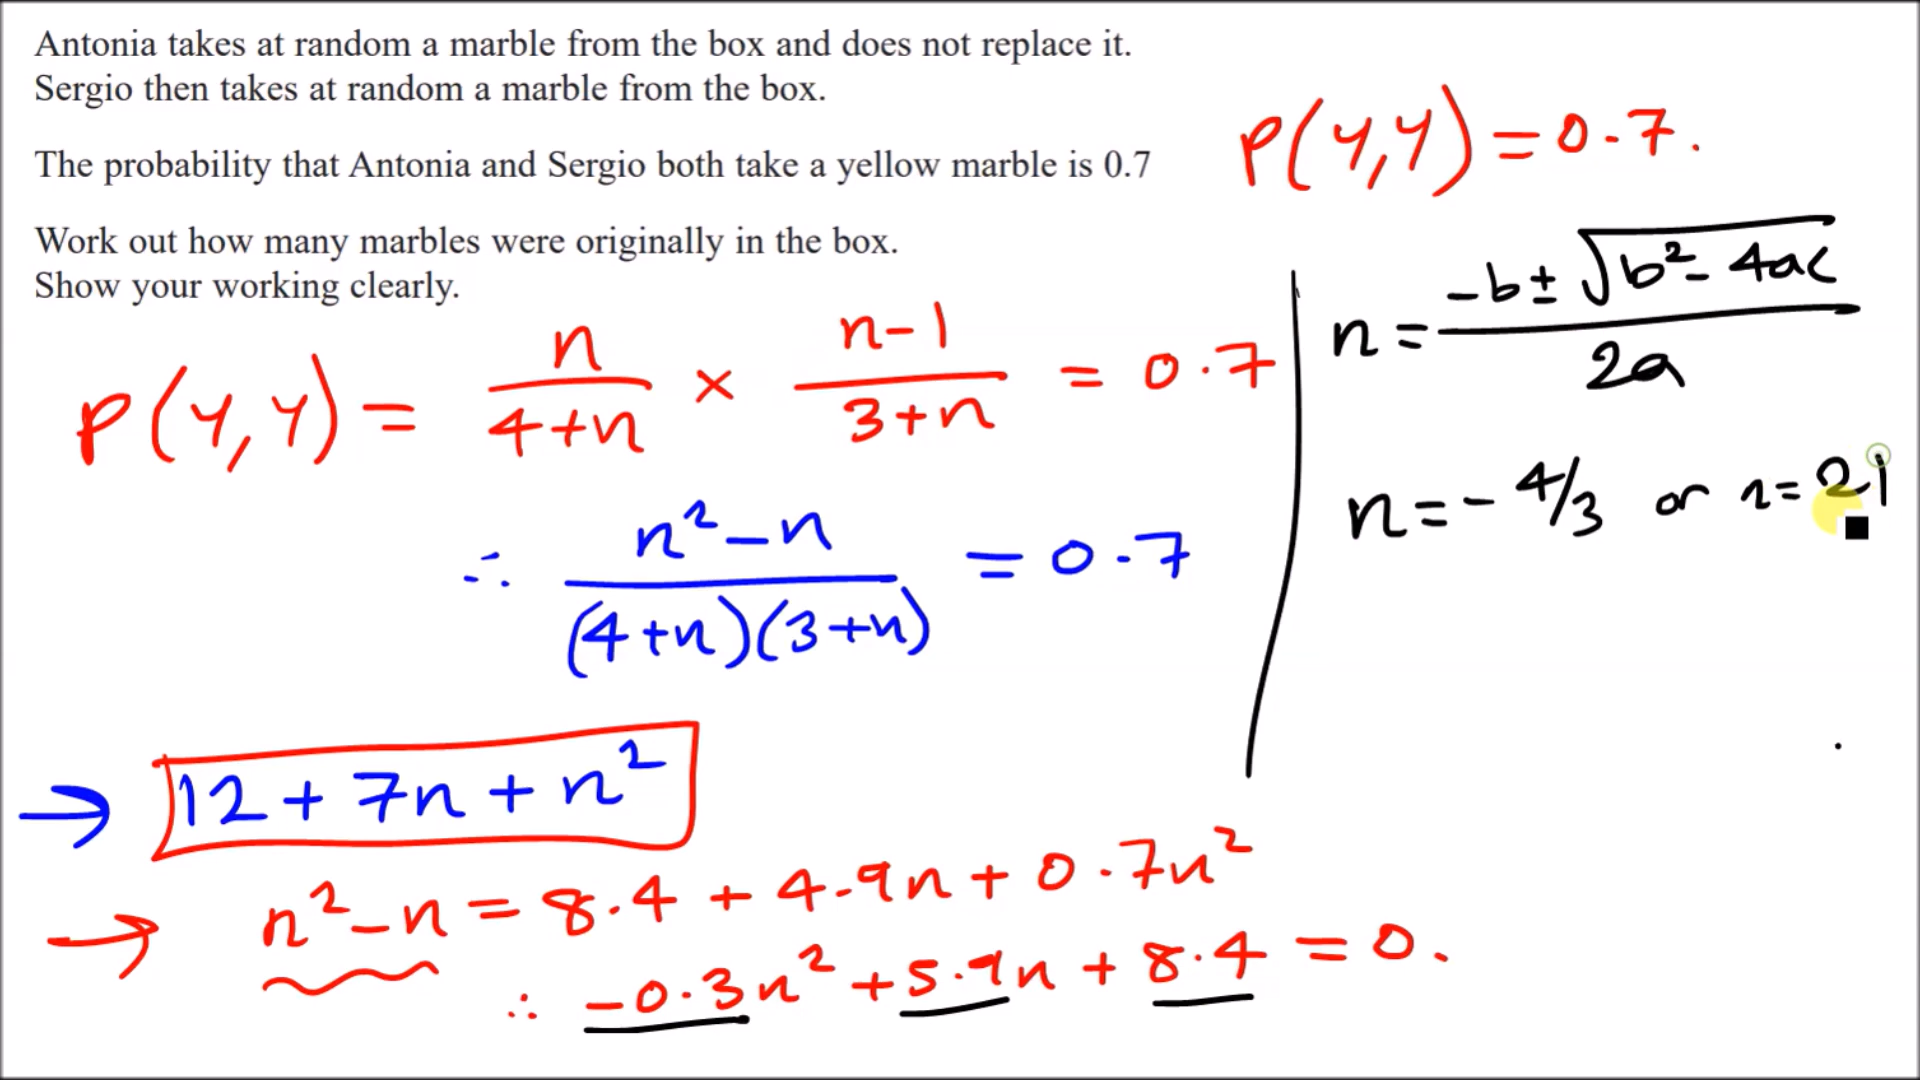 Antonia takes at random a marble from the box and does not replace it.
Sergio then takes at random a marble from the box.
The probability that Antonia and Sergio both take a yellow marble is 0.7
Work out how many marbles were originally in the box.
Show your working clearly.
P(Y,Y) = n/(4+n) × (n-1)/(3+n) = 0.7
∴ (n²-n)/((4+n)(3+n)) = 0.7
→ 12 + 7n + n²
→ n²-n = 8.4 + 4.9n + 0.7n²
∴ -0.3n² + 5.9n + 8.4 = 0.
P(Y,Y) = 0.7.
n = (-b ± √(b²-4ac))/2a
n = -4/3 or n = 21